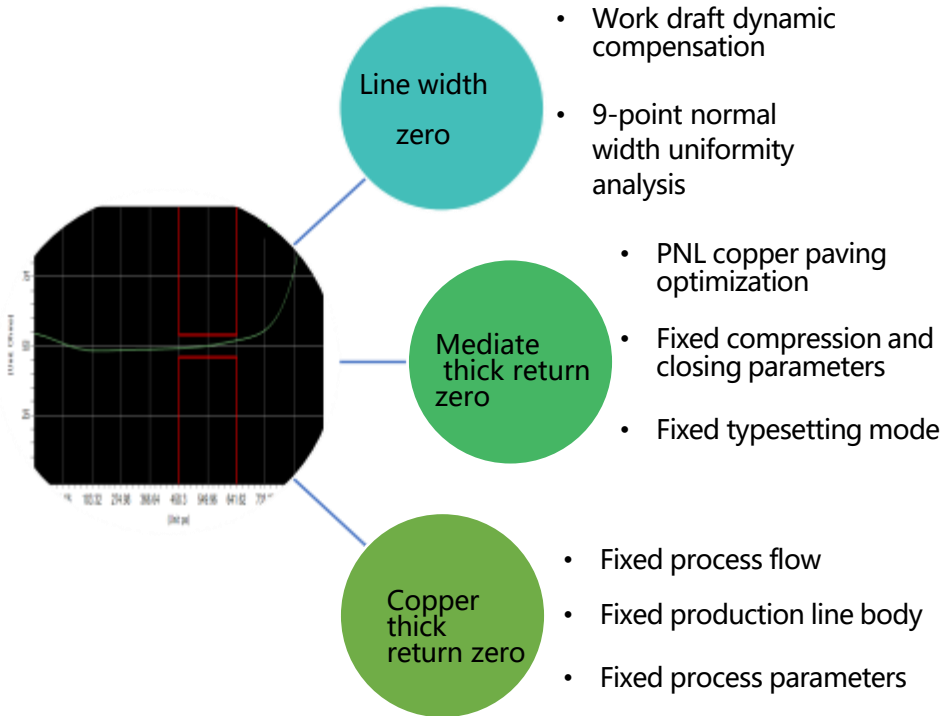 Line width
zero
• Work draft dynamic
compensation
• 9-point normal
width uniformity
analysis
Mediate
thick return
zero
• PNL copper paving
optimization
• Fixed compression and
closing parameters
• Fixed typesetting mode
Copper
thick
return zero
• Fixed process flow
• Fixed production line body
• Fixed process parameters